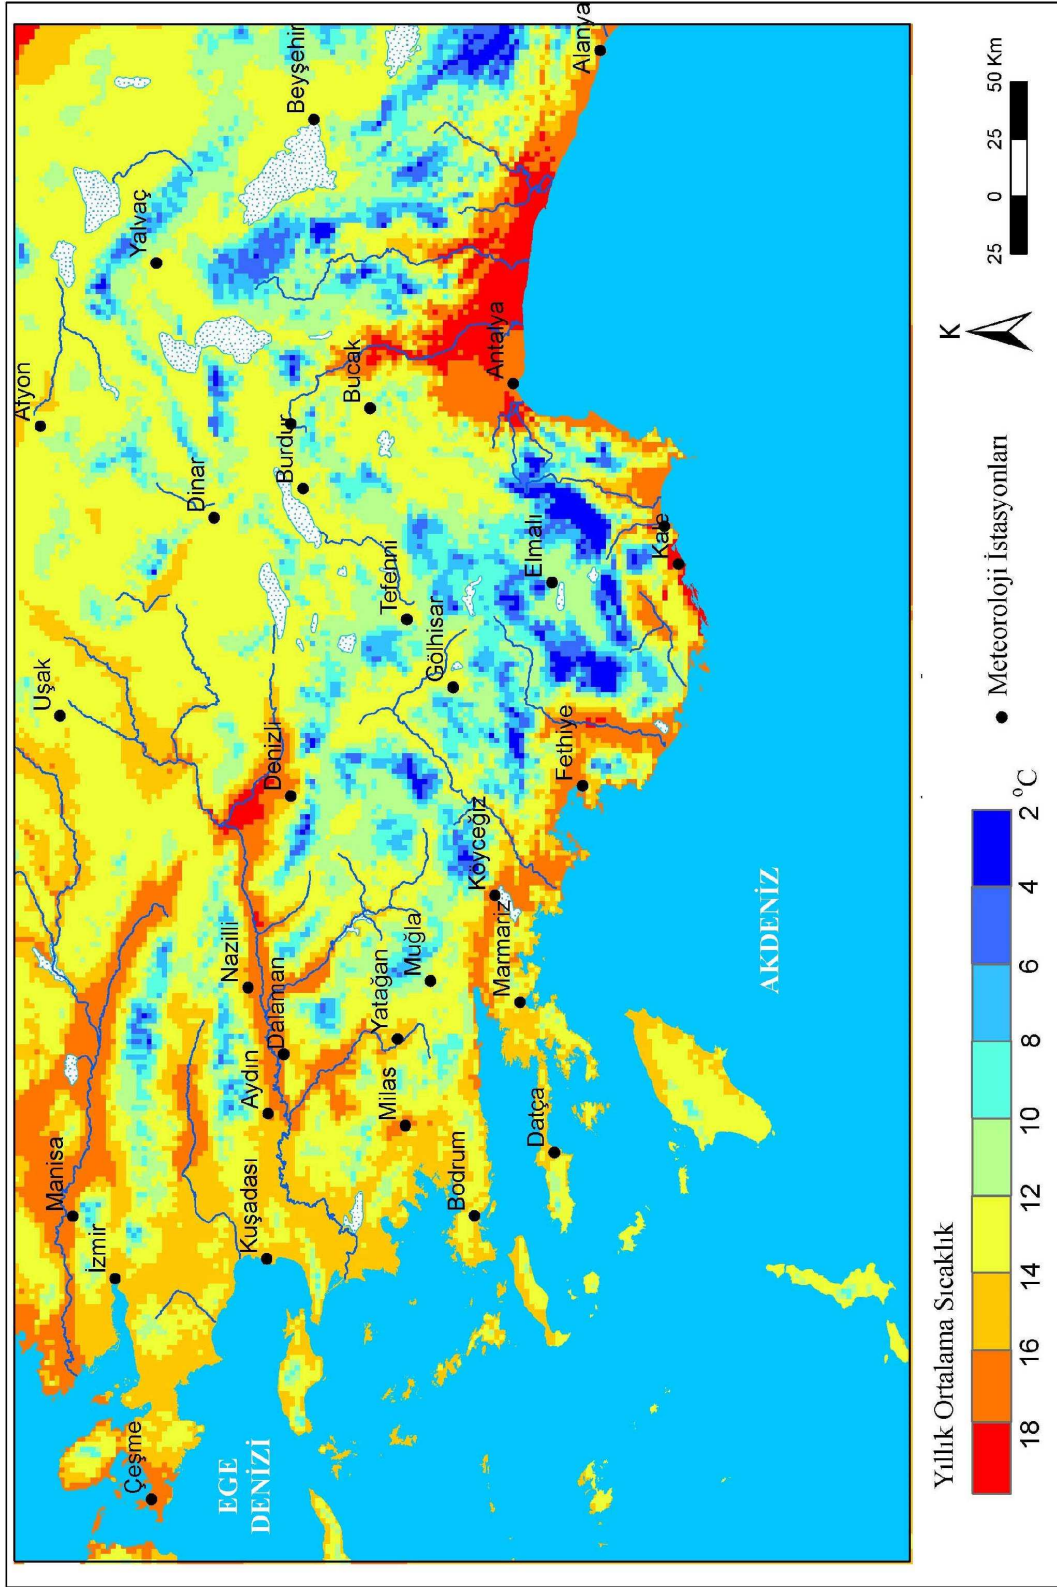 Afyon
Uşak
Manisa
İzmir
Çeşme
Yalvaç
Dinar
Beyşehir
Burdur
Denizli
Nazilli
Dalaman
Aydın
Kuşadası
EGE
DENİZİ
Bucak
Tefenni
Gölhisar
Yatağan
Muğla
Milas
Köyceğiz
Bodrum
Antalya
Elmalı
Fethiye
Marmariz
Datça
Alanya
Kale
AKDENİZ
Yıllık Ortalama Sıcaklık
18
16
14
12
10
8
6
4
2
°C
Meteoroloji İstasyonları
K
25
0
25
50 Km